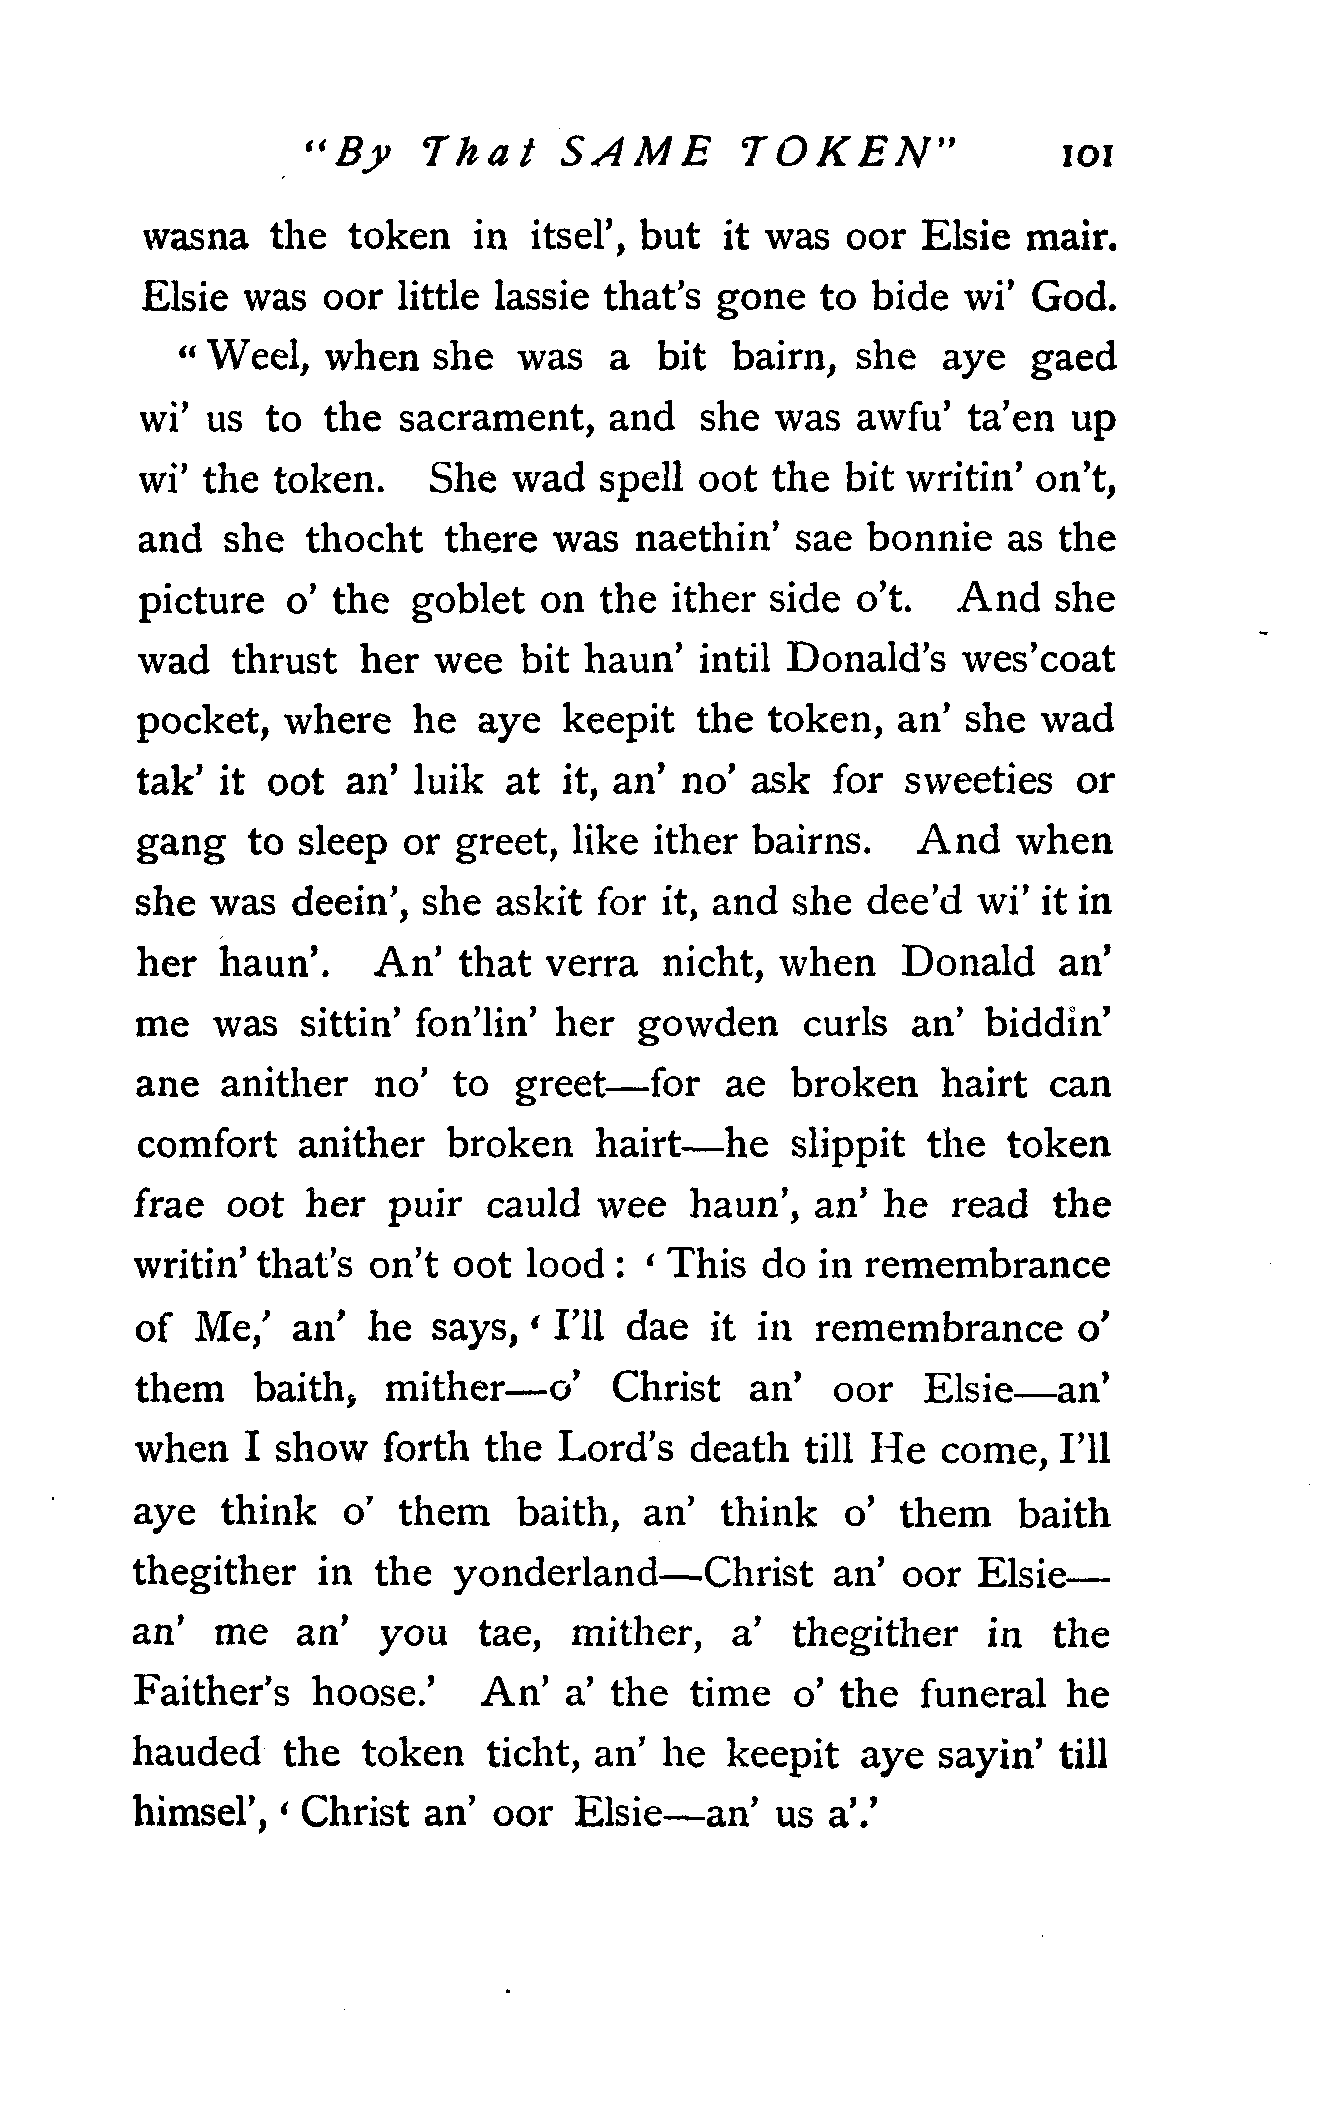 "By That SAME TOKEN" 101
wasna the token in itsel', but it was oor Elsie mair.
Elsie was oor little lassie that's gone to bide wi' God.
"Weel, when she was a bit bairn, she aye gaed
wi' us to the sacrament, and she was awfu' ta'en up
wi' the token. She wad spell oot the bit writin' on't,
and she thocht there was naethin' sae bonnie as the
picture o' the goblet on the ither side o't. And she
wad thrust her wee bit haun' intil Donald's wes'coat
pocket, where he aye keepit the token, an' she wad
tak' it oot an' luik at it, an' no' ask for sweeties or
gang to sleep or greet, like ither bairns. And when
she was deein', she askit for it, and she dee'd wi' it in
her haun'. An' that verra nicht, when Donald an'
me was sittin' fon'lin' her gowden curls an' biddin'
ane anither no' to greet—for ae broken hairt can
comfort anither broken hairt—he slippit the token
frae oot her puir cauld wee haun', an' he read the
writin' that's on't oot lood: 'This do in remembrance
of Me,' an' he says, 'I'll dae it in remembrance o'
them baith, mither—o' Christ an' oor Elsie—an'
when I show forth the Lord's death till He come, I'll
aye think o' them baith, an' think o' them baith
thegither in the yonderland—Christ an' oor Elsie—
an' me an' you tae, mither, a' thegither in the
Faither's hoose.' An' a' the time o' the funeral he
hauded the token ticht, an' he keepit aye sayin' till
himsel', 'Christ an' oor Elsie—an' us a'.'